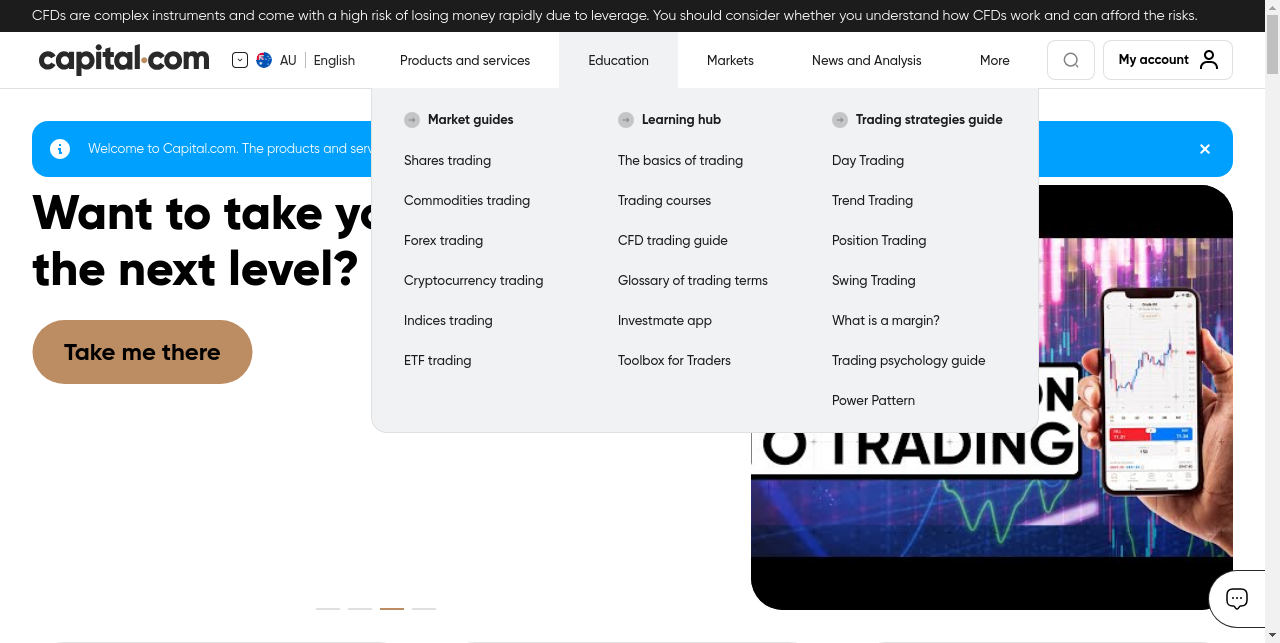 CFDs are complex instruments and come with a high risk of losing money rapidly due to leverage. You should consider whether you understand how CFDs work and can afford the risks.
capital.com
AU
English
Products and services
Education
Markets
News and Analysis
More
My account
Welcome to Capital.com. The products and serv
Want to take yo
the next level?
Take me there
Market guides
Shares trading
Commodities trading
Forex trading
Cryptocurrency trading
Indices trading
ETF trading
Learning hub
The basics of trading
Trading courses
CFD trading guide
Glossary of trading terms
Investmate app
Toolbox for Traders
Trading strategies guide
Day Trading
Trend Trading
Position Trading
Swing Trading
What is a margin?
Trading psychology guide
Power Pattern
ON
O TRADING